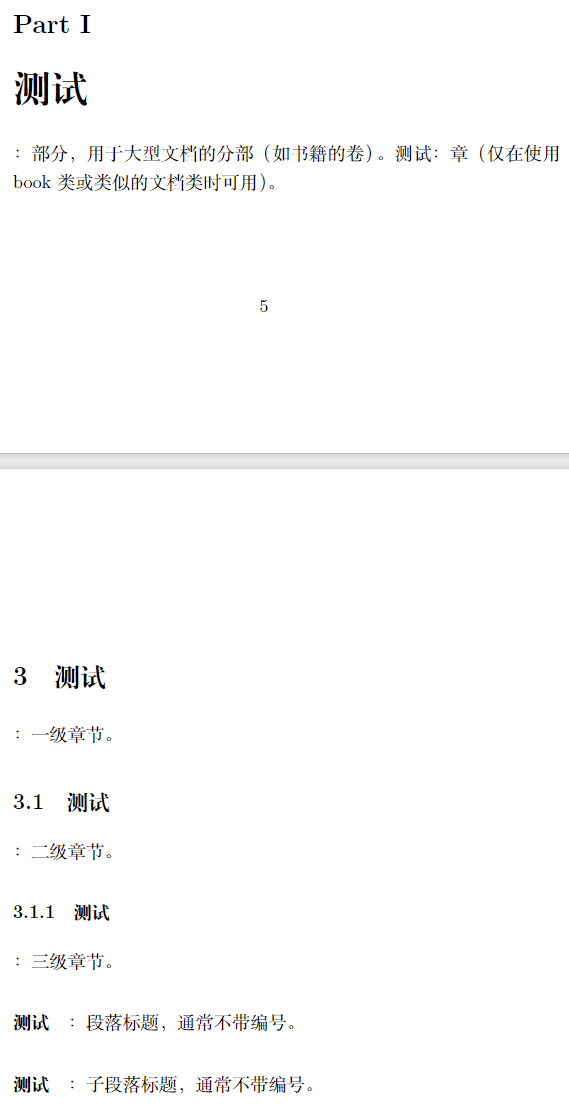 Part I
测试
：部分，用于大型文档的分部（如书籍的卷）。测试：章（仅在使用
book 类或类似的文档类时可用）。
5
3 测试
：一级章节。
3.1 测试
：二级章节。
3.1.1 测试
：三级章节。
测试 ：段落标题，通常不带编号。
测试 ：子段落标题，通常不带编号。